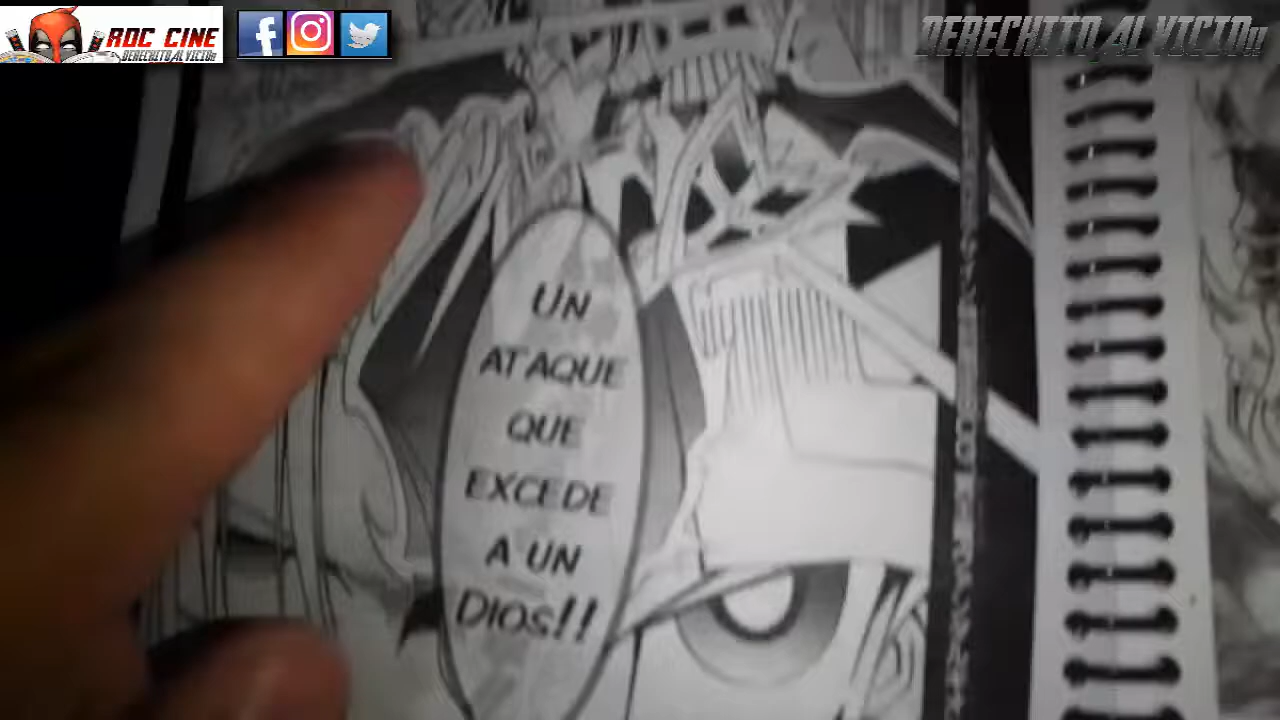 ROC CINE
DERECHITO AL VICIO!!
DERECHITO AL VICIO!!
UN
ATAQUE
QUE
EXCEDE
A UN
DIOS!!